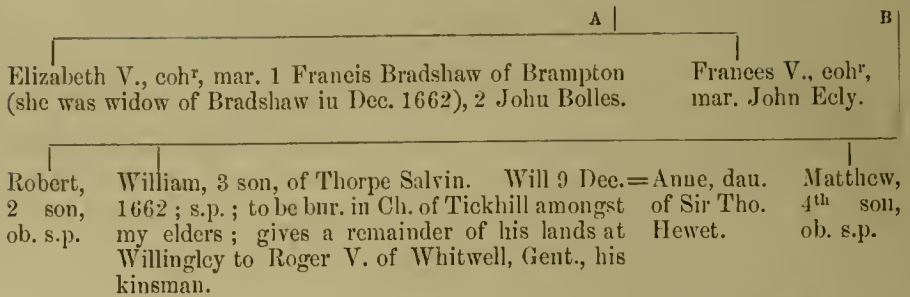 A B
Elizabeth V., cohʳ, mar. 1 Francis Bradshaw of Brampton
(she was widow of Bradshaw in Dec. 1662), 2 John Bolles.
Frances V., cohʳ,
mar. John Ecly.
Robert,
2 son,
ob. s.p.
William, 3 son, of Thorpe Salvin. Will 9 Dec.
1662 ; s.p. ; to be bur. in Ch. of Tickhill amongst
my elders ; gives a remainder of his lands at
Willingley to Roger V. of Whitwell, Gent., his
kinsman.
= Anne, dau.
of Sir Tho.
Hewet.
Matthew,
4ᵗʰ son,
ob. s.p.